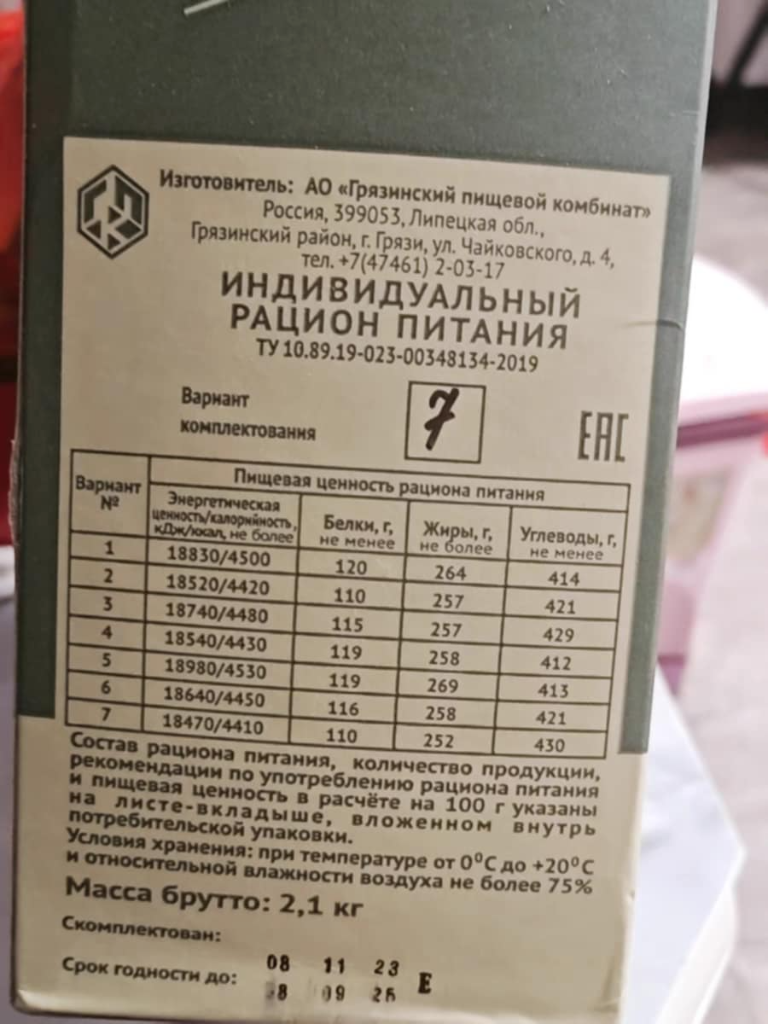 Изготовитель: АО «Грязинский пищевой комбинат»
Россия, 399053, Липецкая обл.,
Грязинский район, г. Грязи, ул. Чайковского, д. 4,
тел. +7(47461) 2-03-17
ИНДИВИДУАЛЬНЫЙ
РАЦИОН ПИТАНИЯ
ТУ 10.89.19-023-00348134-2019
Вариант
комплектования
7
ЕАС
Вариант №
Пищевая ценность рациона питания
Энергетическая ценность/калорийность, кДж/ккал, не более
Белки, г, не менее
Жиры, г, не более
Углеводы, г, не менее
1 18830/4500 120 264 414
2 18520/4420 110 257 421
3 18740/4480 115 257 429
4 18540/4430 119 258 412
5 18980/4530 119 269 413
6 18640/4450 116 258 421
7 18470/4410 110 252 430
Состав рациона питания, количество продукции,
рекомендации по употреблению рациона питания
и пищевая ценность в расчёте на 100 г указаны
на листе-вкладыше, вложенном внутрь
потребительской упаковки.
Условия хранения: при температуре от 0°С до +20°С
и относительной влажности воздуха не более 75%
Масса брутто: 2,1 кг
Скомплектован: 08 11 23 Е
Срок годности до: 09